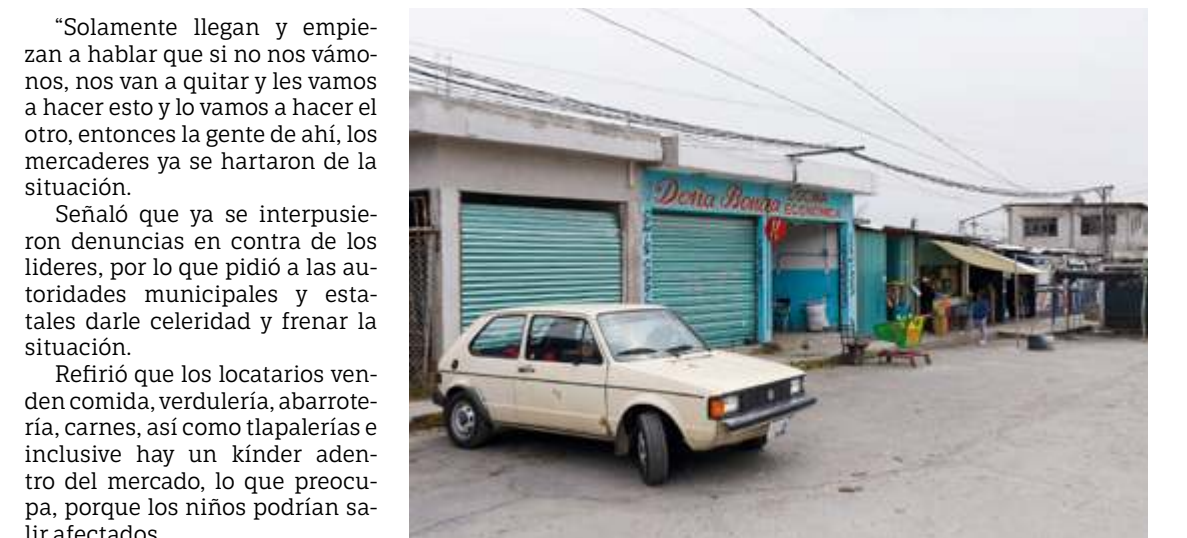 “Solamente llegan y empie-
zan a hablar que si no nos vámo-
nos, nos van a quitar y les vamos
a hacer esto y lo vamos a hacer el
otro, entonces la gente de ahí, los
mercaderes ya se hartaron de la
situación.
Señaló que ya se interpusie-
ron denuncias en contra de los
lideres, por lo que pidió a las au-
toridades municipales y esta-
tales darle celeridad y frenar la
situación.
Refirió que los locatarios ven-
den comida, verdulería, abarrote-
ría, carnes, así como tlapalerías e
inclusive hay un kínder aden-
tro del mercado, lo que preocu-
pa, porque los niños podrían sa-
lir afectados.
Doña Bonita
COCINA
ECONÓMICA